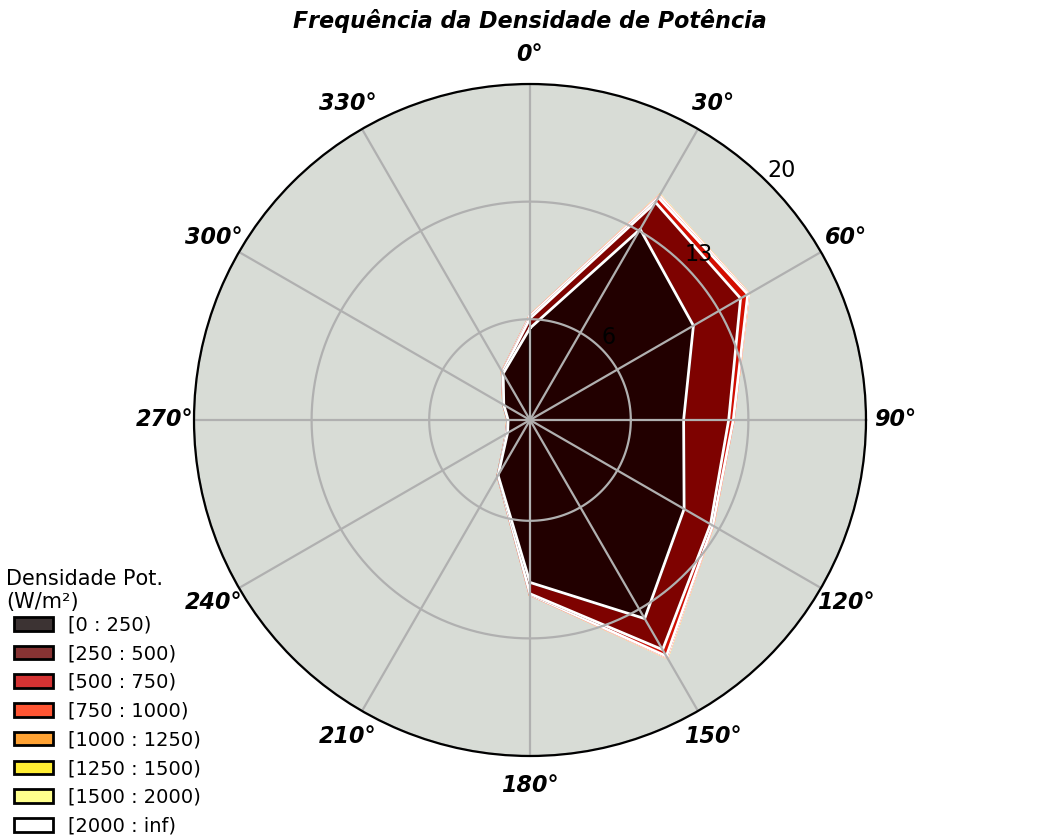 Frequência da Densidade de Potência
0°
330°
30°
20
300°
60°
13
6
270°
90°
240°
120°
210°
150°
180°
Densidade Pot.
(W/m²)
[0 : 250)
[250 : 500)
[500 : 750)
[750 : 1000)
[1000 : 1250)
[1250 : 1500)
[1500 : 2000)
[2000 : inf)